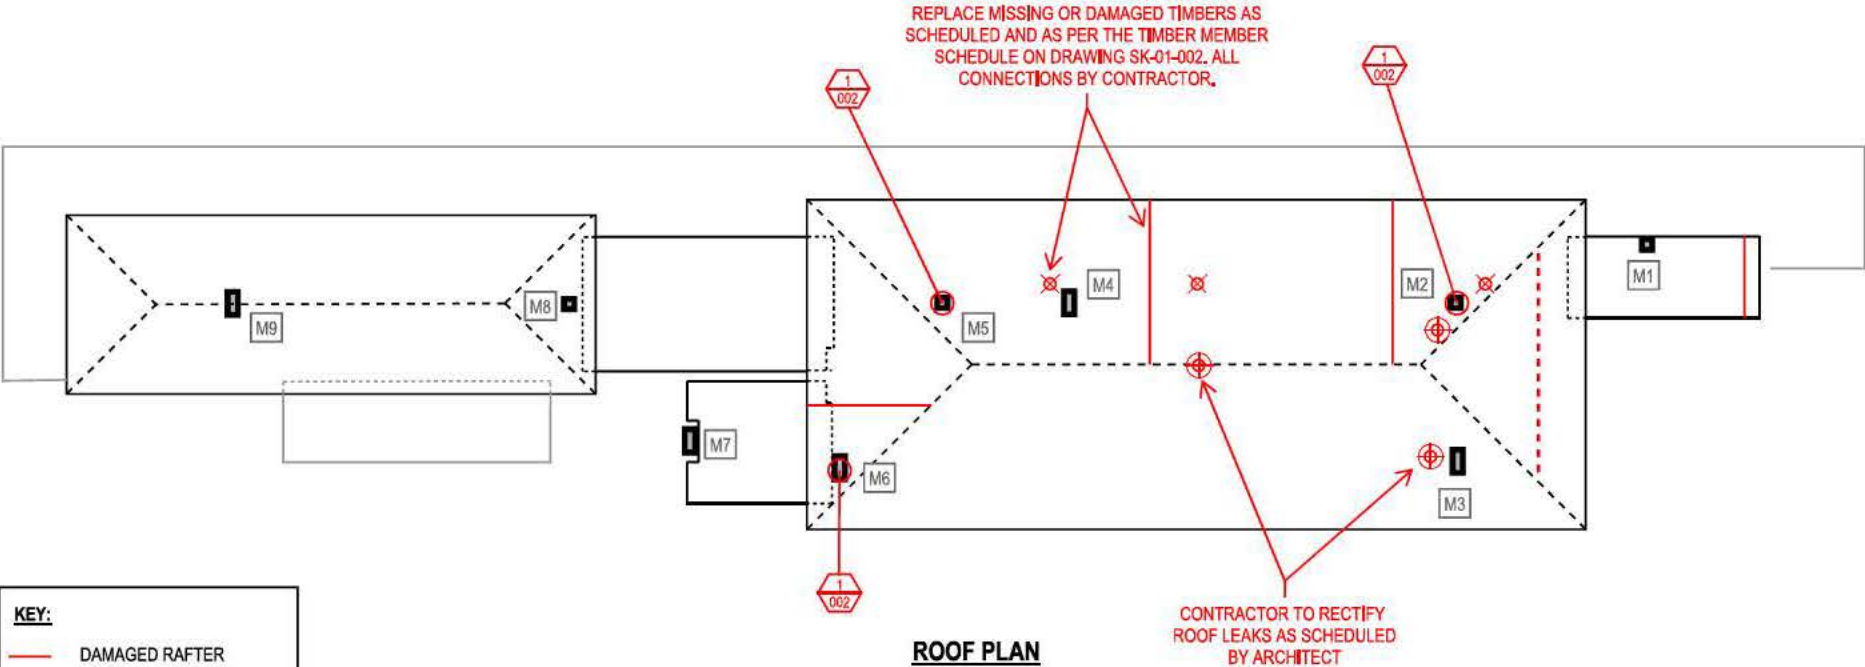 REPLACE MISSING OR DAMAGED TIMBERS AS
SCHEDULED AND AS PER THE TIMBER MEMBER
SCHEDULE ON DRAWING SK-01-002. ALL
CONNECTIONS BY CONTRACTOR.
1
002
1
002
M1
M2
M4
M8
M9
M5
M7
M6
M3
1
002
KEY:
DAMAGED RAFTER
ROOF PLAN
CONTRACTOR TO RECTIFY
ROOF LEAKS AS SCHEDULED
BY ARCHITECT